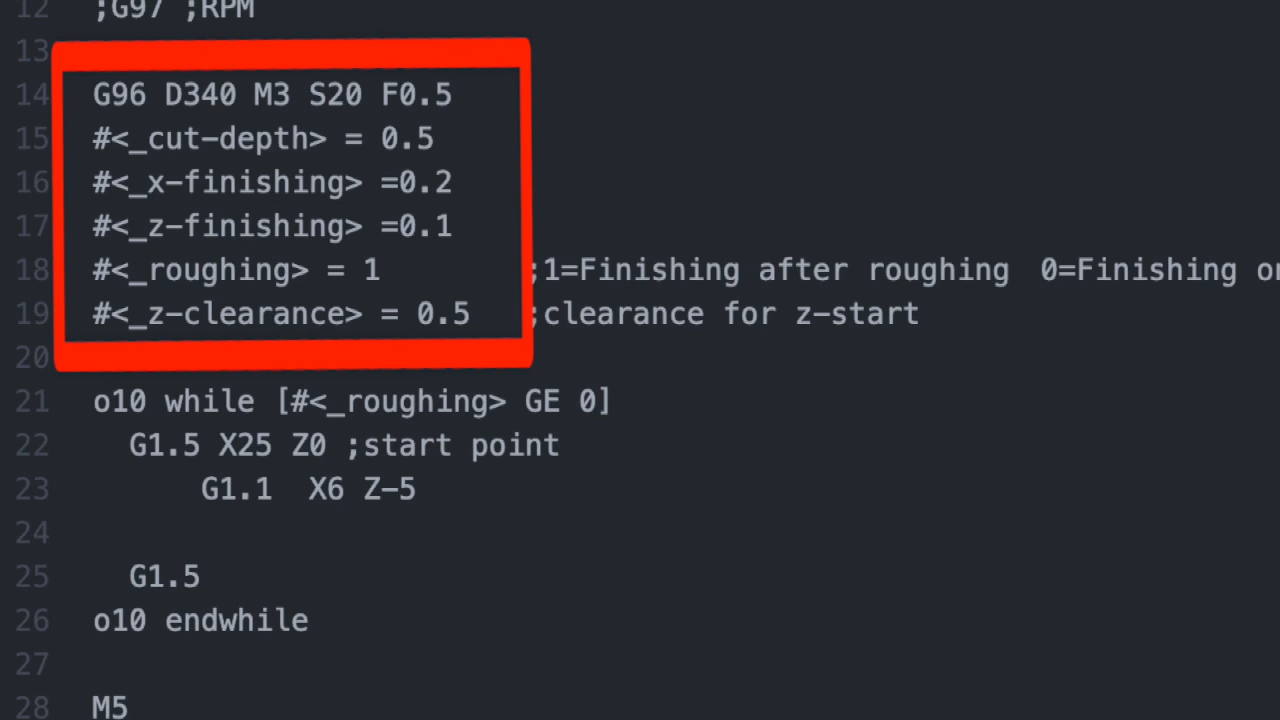 12 ;G97 ;RPM
13
14 G96 D340 M3 S20 F0.5
15 #<_cut-depth> = 0.5
16 #<_x-finishing> =0.2
17 #<_z-finishing> =0.1
18 #<_roughing> = 1 ;1=Finishing after roughing 0=Finishing
19 #<_z-clearance> = 0.5 ;clearance for z-start
20
21 o10 while [#<_roughing> GE 0]
22 G1.5 X25 Z0 ;start point
23 G1.1 X6 Z-5
24
25 G1.5
26 o10 endwhile
27
28 M5